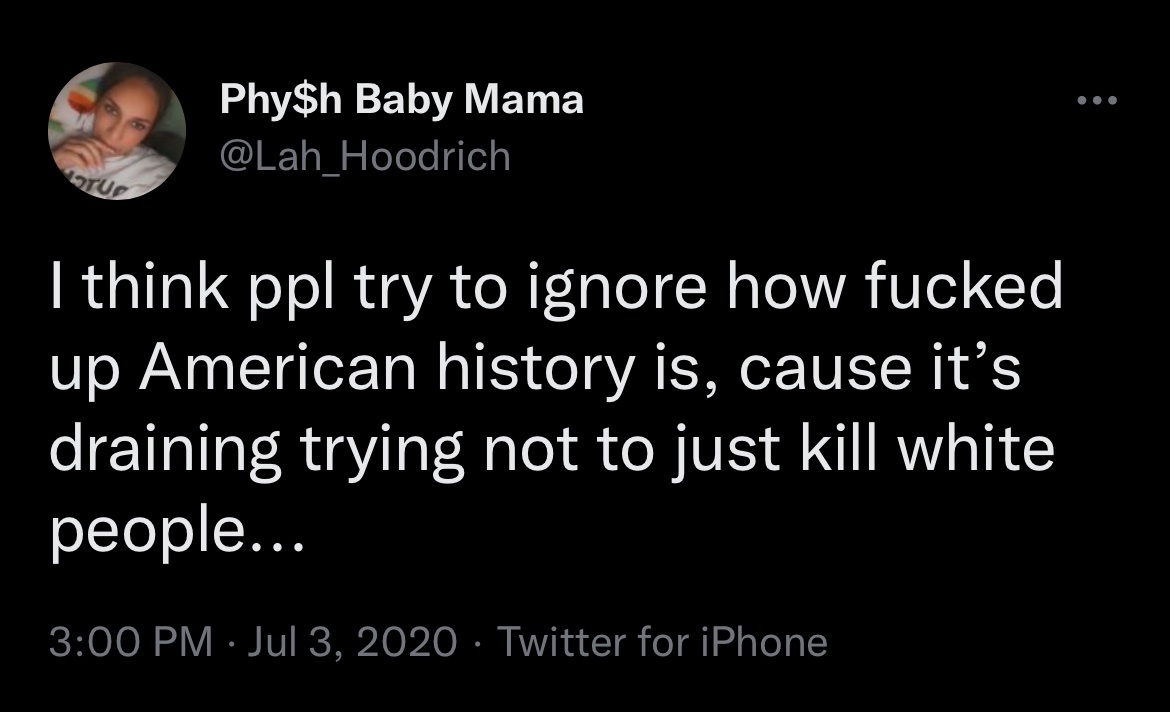 Phy$h Baby Mama
@Lah_Hoodrich
I think ppl try to ignore how fucked
up American history is, cause it’s
draining trying not to just kill white
people…
3:00 PM · Jul 3, 2020 · Twitter for iPhone